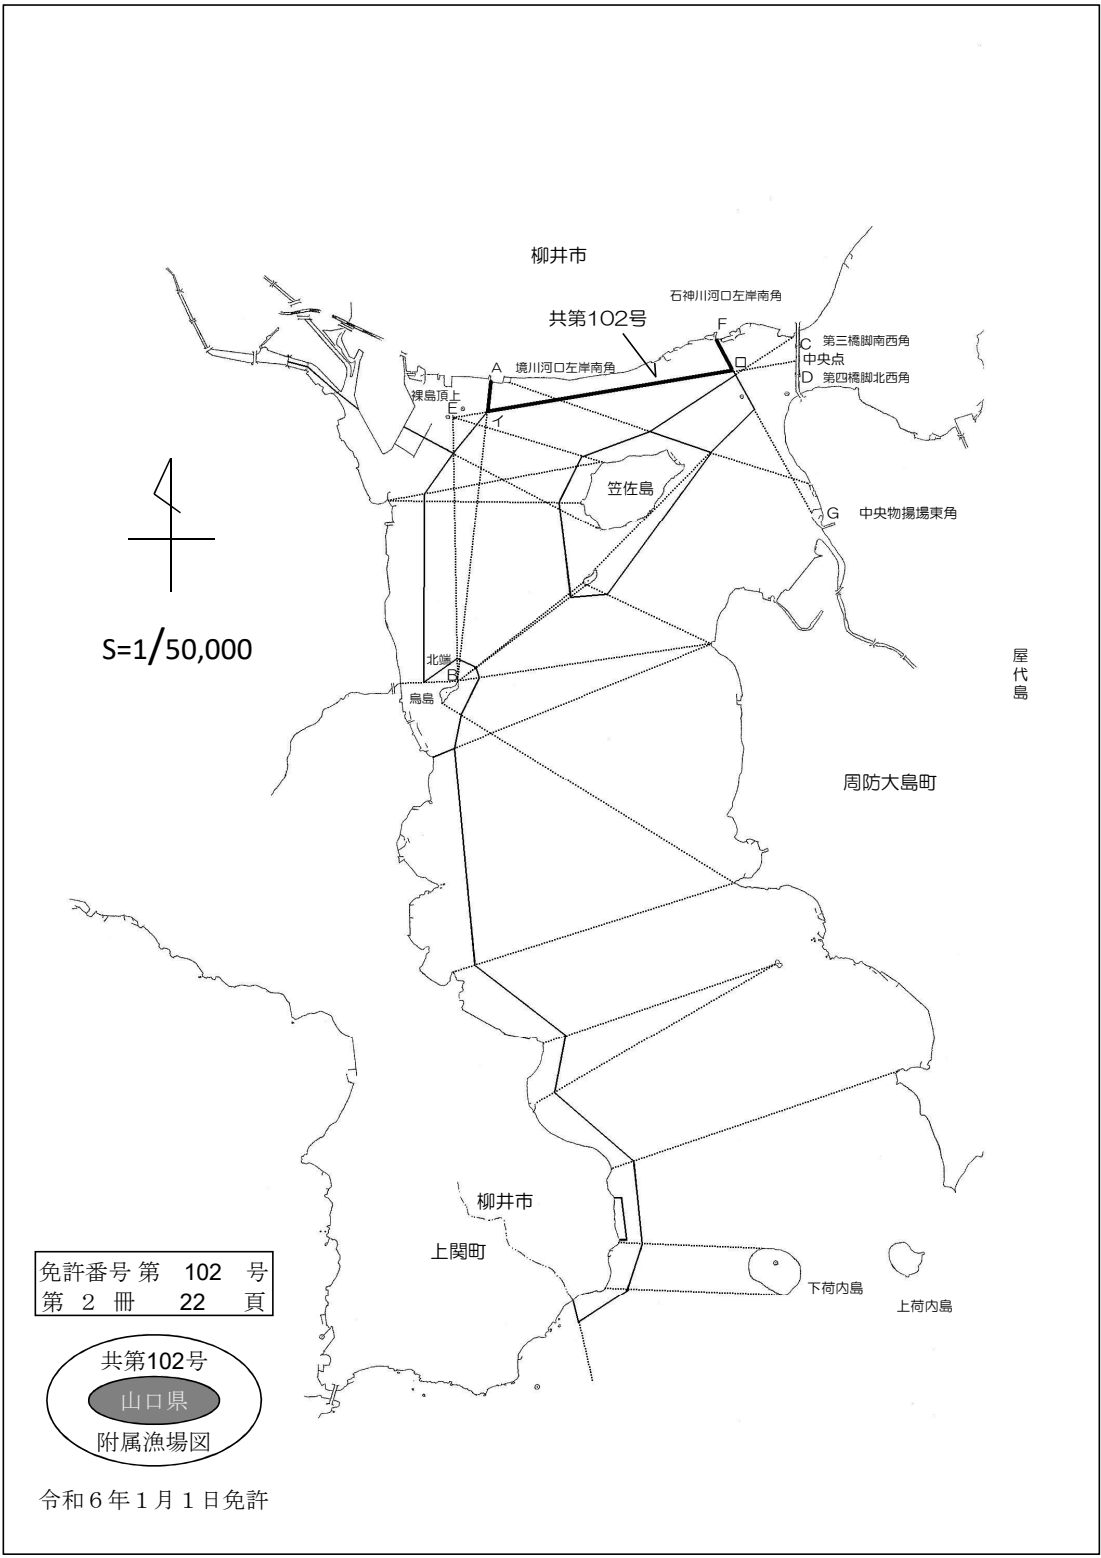 柳井市
石神川河口左岸南角
共第102号
F
C 第三橋脚南西角
ロ
中央点
A 境川河口左岸南角
D 第四橋脚北西角
裸島頂上
E
イ
笠佐島
G 中央物揚場東角
S=1/50,000
北端
B
烏島
屋代島
周防大島町
柳井市
上関町
下荷内島
上荷内島
免許番号 第 102 号
第 2 冊 22 頁
共第102号
山口県
附属漁場図
令和６年１月１日免許